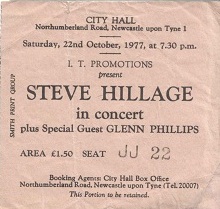 CITY HALL
Northumberland Road, Newcastle upon Tyne 1
Saturday, 22nd October, 1977, at 7.30 p.m.
I. T. PROMOTIONS
present
STEVE HILLAGE
in concert
plus Special Guest GLENN PHILLIPS
AREA £1.50 SEAT JJ 22
Booking Agents: City Hall Box Office
Northumberland Road, Newcastle upon Tyne (Tel. 20007)
This Portion to be retained.
SMITH PRINT GROUP